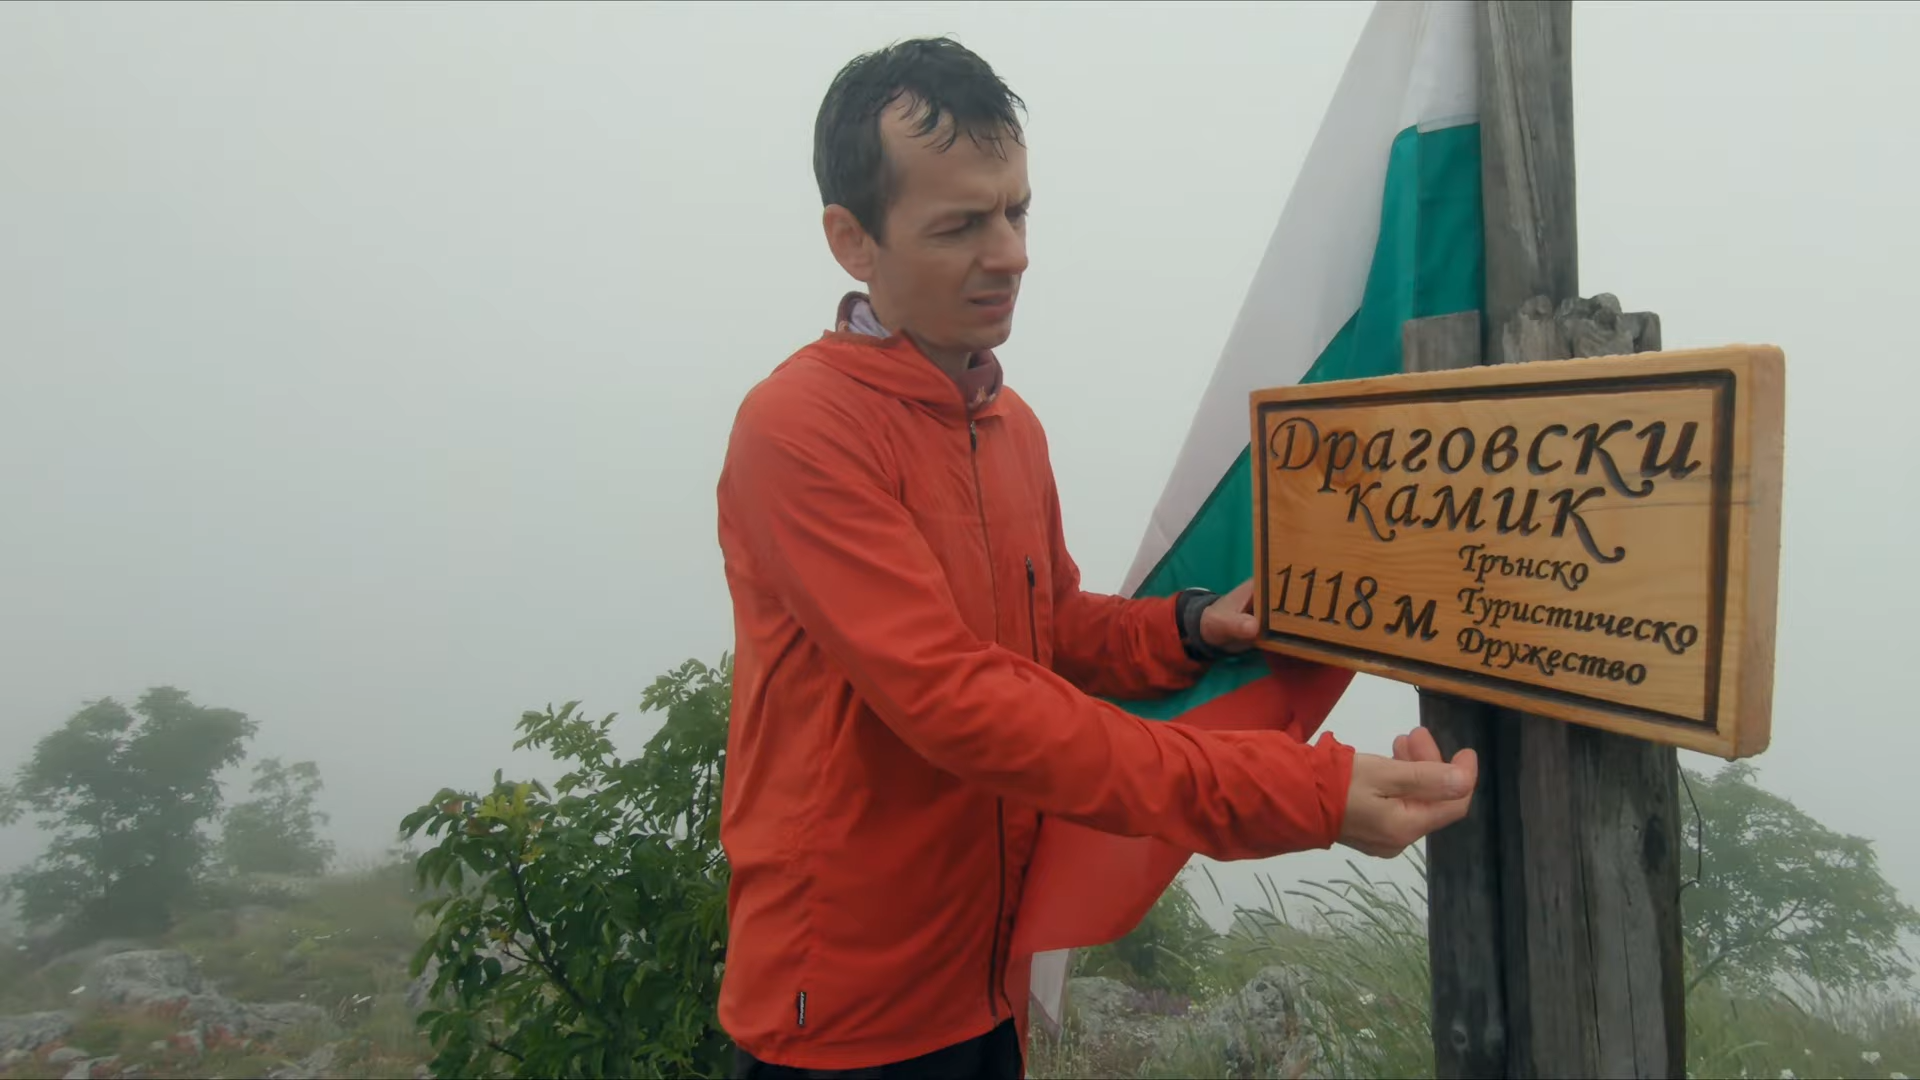 Драговски
камик
1118 м
Трънско
Туристическо
Дружество